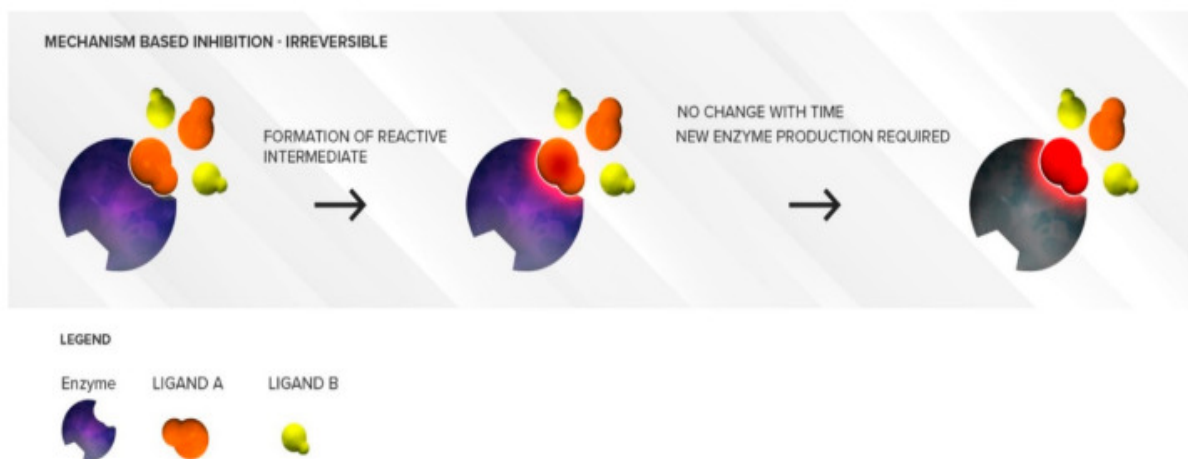 MECHANISM BASED INHIBITION - IRREVERSIBLE
FORMATION OF REACTIVE
INTERMEDIATE
NO CHANGE WITH TIME
NEW ENZYME PRODUCTION REQUIRED
LEGEND
Enzyme LIGAND A LIGAND B